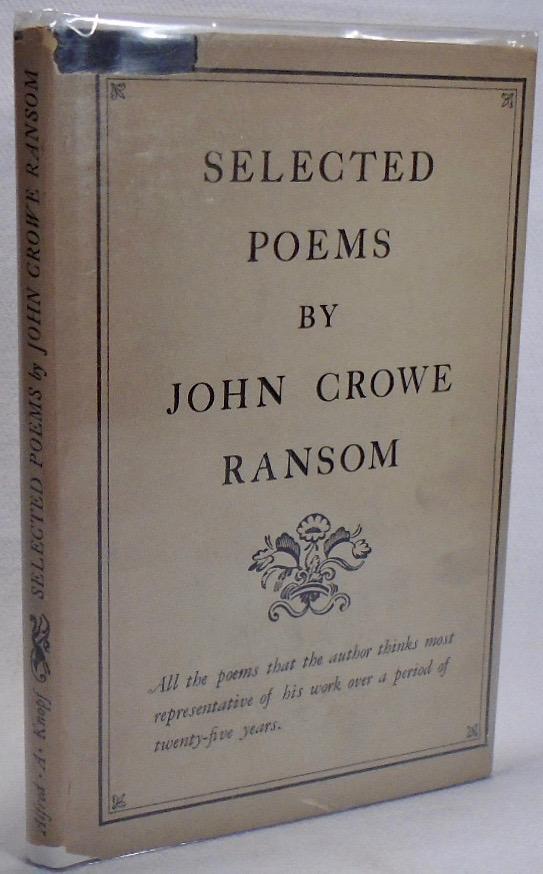 SELECTED
POEMS
BY
JOHN CROWE
RANSOM
All the poems that the author thinks most
representative of his work over a period of
twenty-five years.
SELECTED POEMS by JOHN CROWE RANSOM
Alfred · A · Knopf